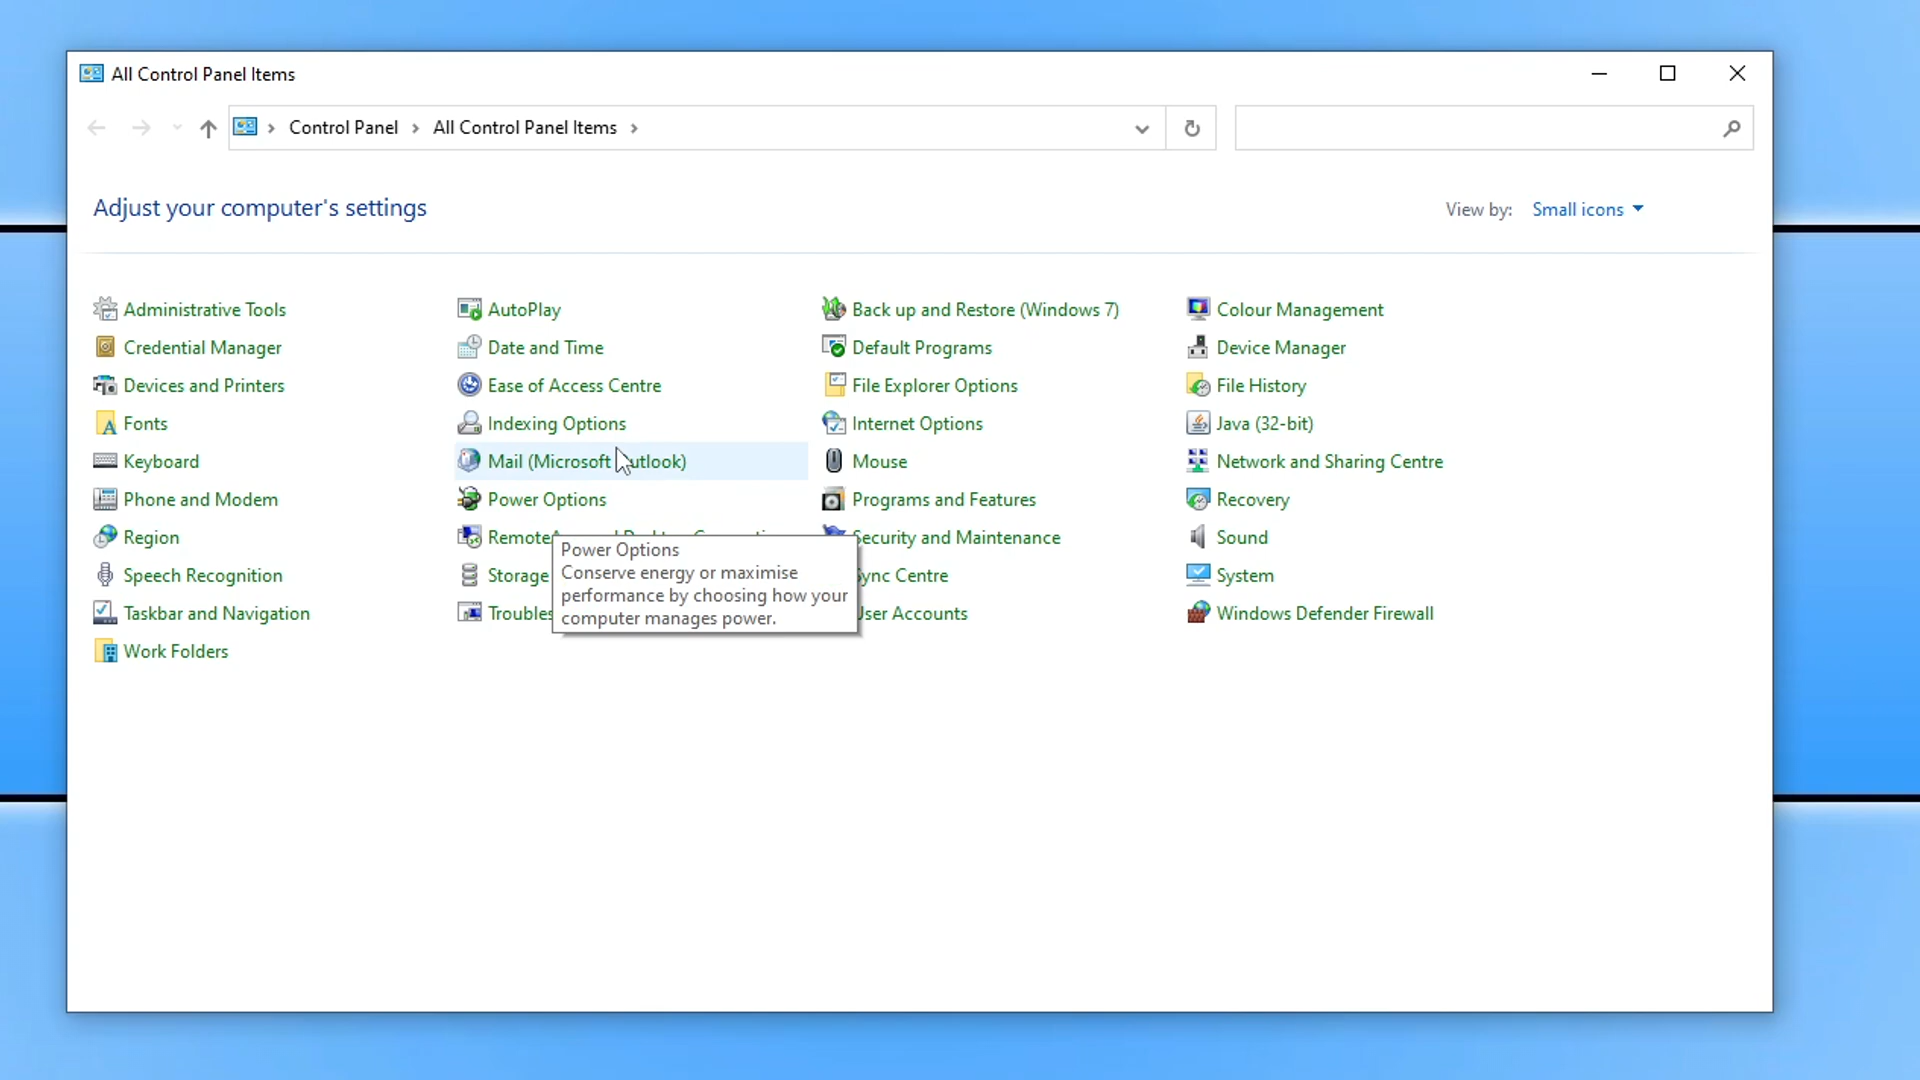 All Control Panel Items
Control Panel All Control Panel Items
Adjust your computer's settings
View by: Small icons
Administrative Tools AutoPlay Back up and Restore (Windows 7) Colour Management
Credential Manager Date and Time Default Programs Device Manager
Devices and Printers Ease of Access Centre File Explorer Options File History
Fonts Indexing Options Internet Options Java (32-bit)
Keyboard Mail (Microsoft Outlook) Mouse Network and Sharing Centre
Phone and Modem Power Options Programs and Features Recovery
Region Security and Maintenance Sound
Speech Recognition Storage Sync Centre System
Taskbar and Navigation User Accounts Windows Defender Firewall
Work Folders
Power Options
Conserve energy or maximise
performance by choosing how your
computer manages power.